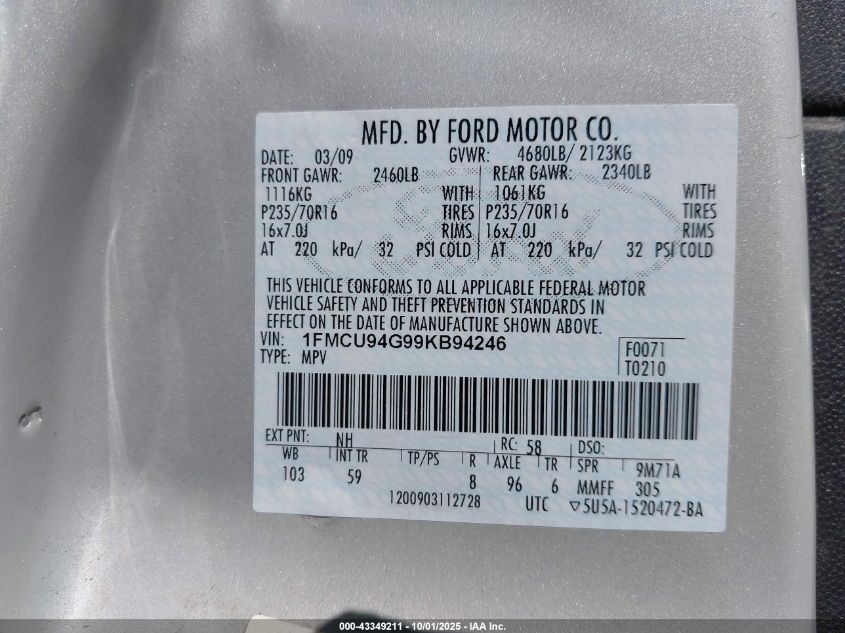 MFD. BY FORD MOTOR CO.
DATE: 03/09 GVWR: 4680LB/ 2123KG
FRONT GAWR: 2460LB REAR GAWR: 2340LB
1116KG WITH 1061KG WITH
P235/70R16 TIRES P235/70R16 TIRES
16x7.0J RIMS 16x7.0J RIMS
AT 220 kPa/ 32 PSI COLD AT 220 kPa/ 32 PSI COLD
THIS VEHICLE CONFORMS TO ALL APPLICABLE FEDERAL MOTOR
VEHICLE SAFETY AND THEFT PREVENTION STANDARDS IN
EFFECT ON THE DATE OF MANUFACTURE SHOWN ABOVE.
VIN: 1FMCU94G99KB94246 F0071
TYPE: MPV T0210
EXT PNT: NH RC: 58 DSO:
WB INT TR TP/PS R AXLE TR SPR 9M71A
103 59 8 96 6 MMFF 305
1200903112728 UTC ▽5U5A-1520472-BA
000-43349211 - 10/01/2025 - IAA Inc.